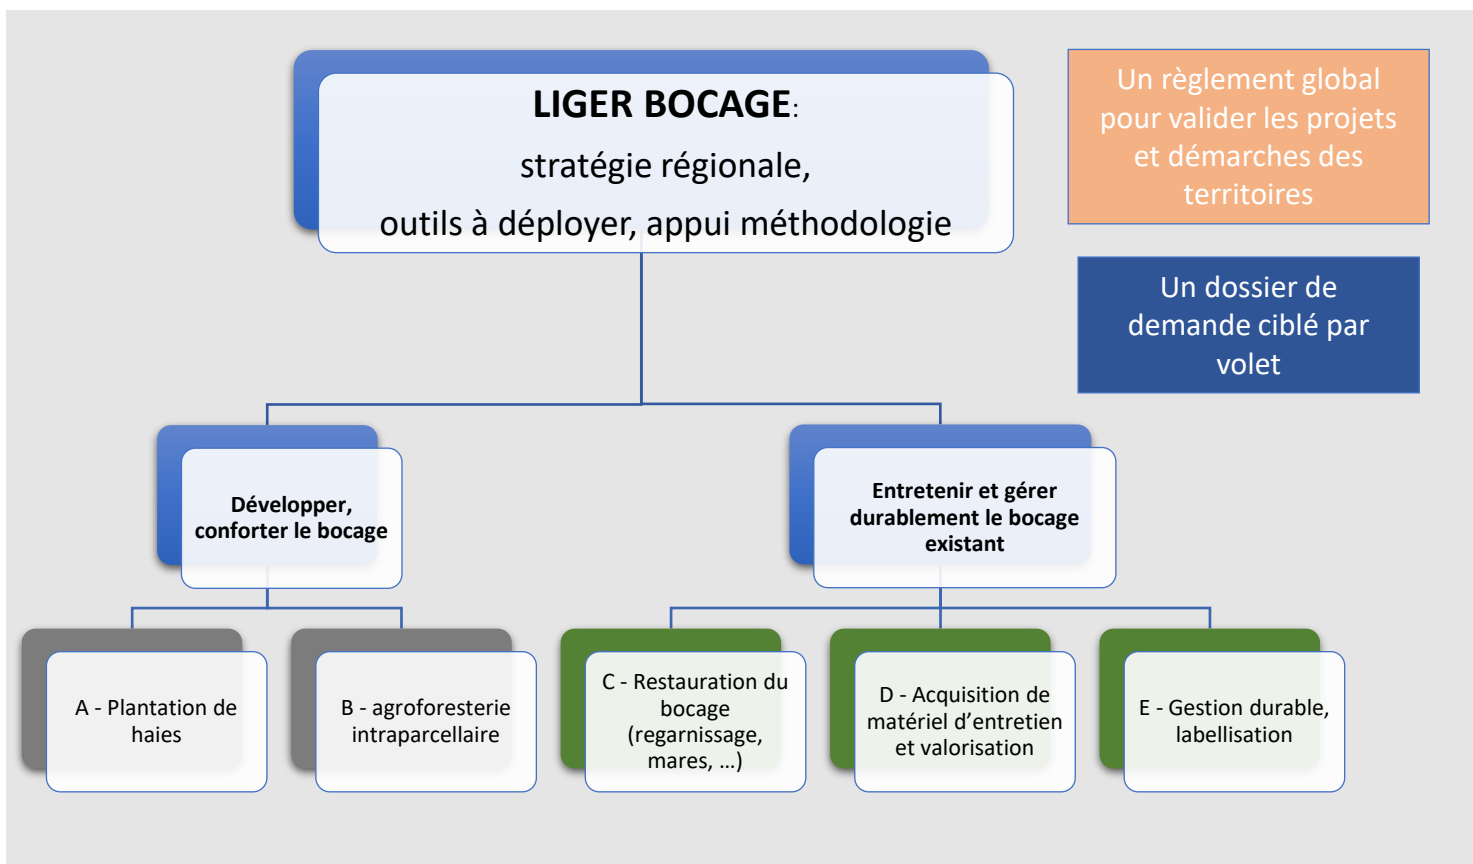 LIGER BOCAGE:
stratégie régionale,
outils à déployer, appui méthodologie
Un règlement global
pour valider les projets
et démarches des
territoires
Un dossier de
demande ciblé par
volet
Développer,
conforter le bocage
Entretenir et gérer
durablement le bocage
existant
A - Plantation de
haies
B - agroforesterie
intraparcellaire
C - Restauration du
bocage
(regarnissage,
mares, …)
D - Acquisition de
matériel d’entretien
et valorisation
E - Gestion durable,
labellisation